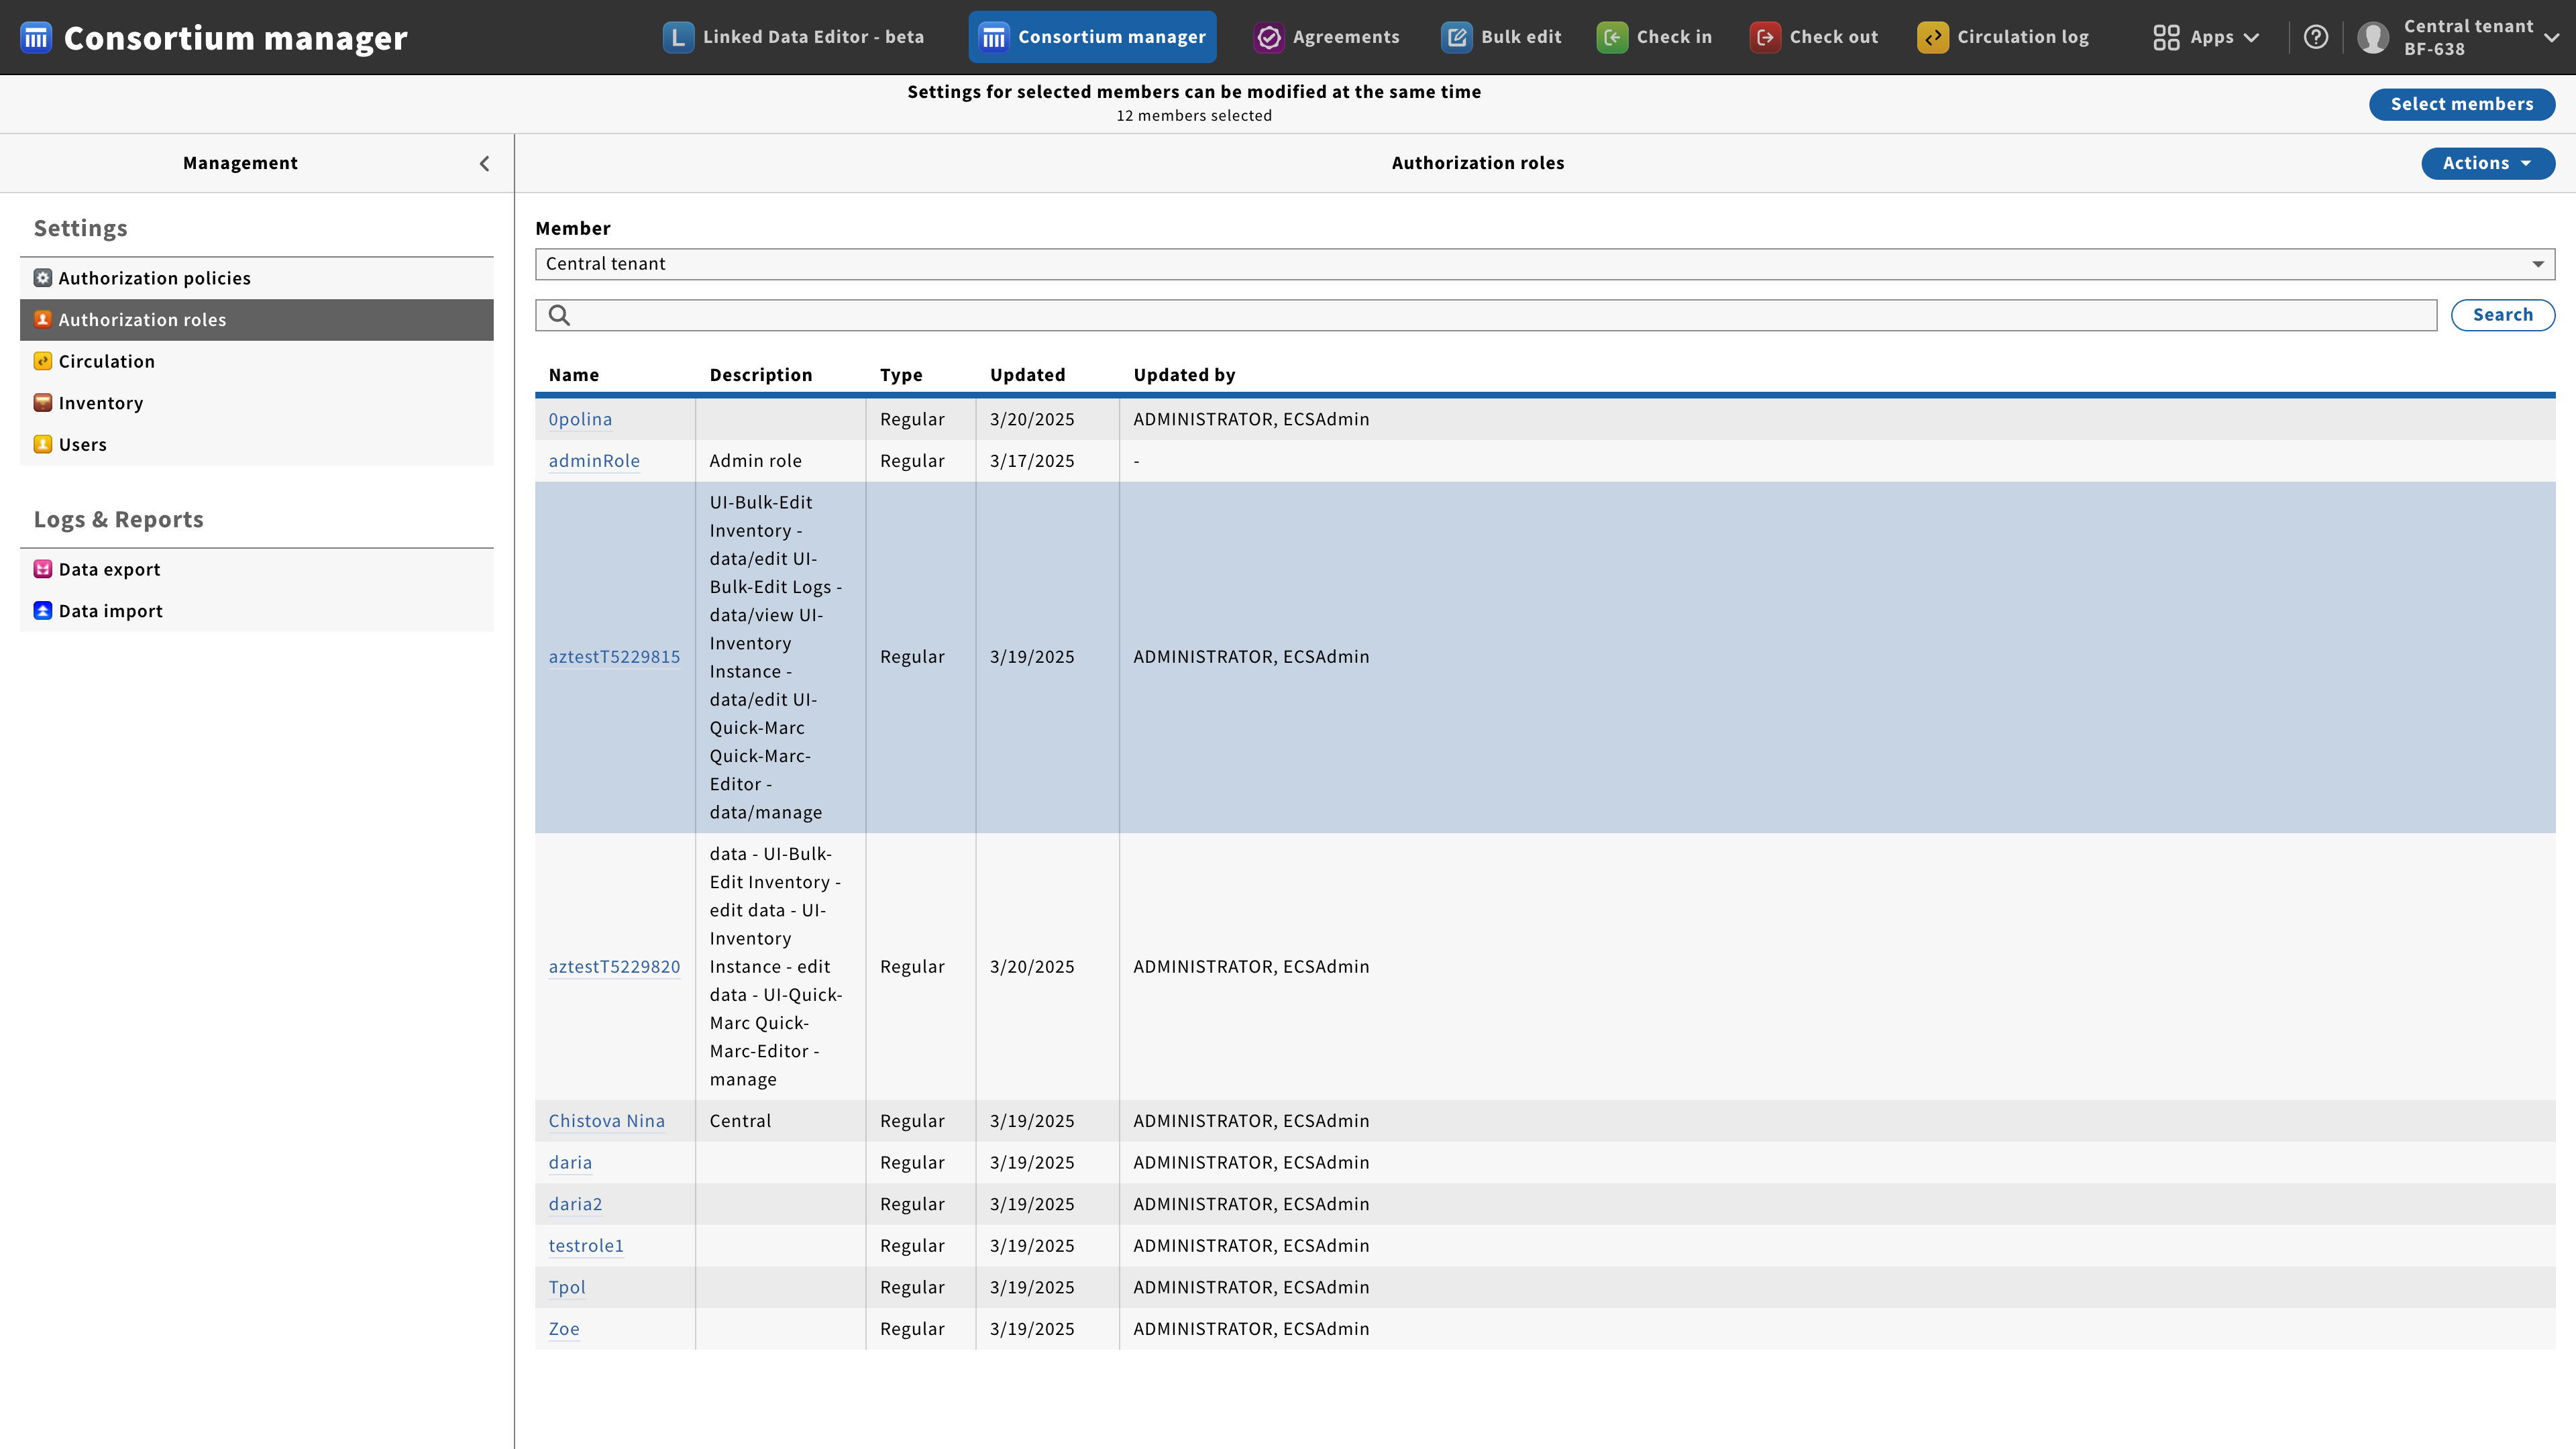 Consortium manager
L Linked Data Editor - beta
Consortium manager
Agreements
Bulk edit
Check in
Check out
Circulation log
Apps
Central tenant
BF-638
Settings for selected members can be modified at the same time
12 members selected
Select members
Management
Authorization roles
Actions
Settings
Authorization policies
Authorization roles
Circulation
Inventory
Users
Logs & Reports
Data export
Data import
Member
Central tenant
Search
Name Description Type Updated Updated by
0polina Regular 3/20/2025 ADMINISTRATOR, ECSAdmin
adminRole Admin role Regular 3/17/2025 -
UI-Bulk-Edit
Inventory -
data/edit UI-
Bulk-Edit Logs -
data/view UI-
Inventory
aztestT5229815 Regular 3/19/2025 ADMINISTRATOR, ECSAdmin
Instance -
data/edit UI-
Quick-Marc
Quick-Marc-
Editor -
data/manage
data - UI-Bulk-
Edit Inventory -
edit data - UI-
Inventory
aztestT5229820 Instance - edit Regular 3/20/2025 ADMINISTRATOR, ECSAdmin
data - UI-Quick-
Marc Quick-
Marc-Editor -
manage
Chistova Nina Central Regular 3/19/2025 ADMINISTRATOR, ECSAdmin
daria Regular 3/19/2025 ADMINISTRATOR, ECSAdmin
daria2 Regular 3/19/2025 ADMINISTRATOR, ECSAdmin
testrole1 Regular 3/19/2025 ADMINISTRATOR, ECSAdmin
Tpol Regular 3/19/2025 ADMINISTRATOR, ECSAdmin
Zoe Regular 3/19/2025 ADMINISTRATOR, ECSAdmin